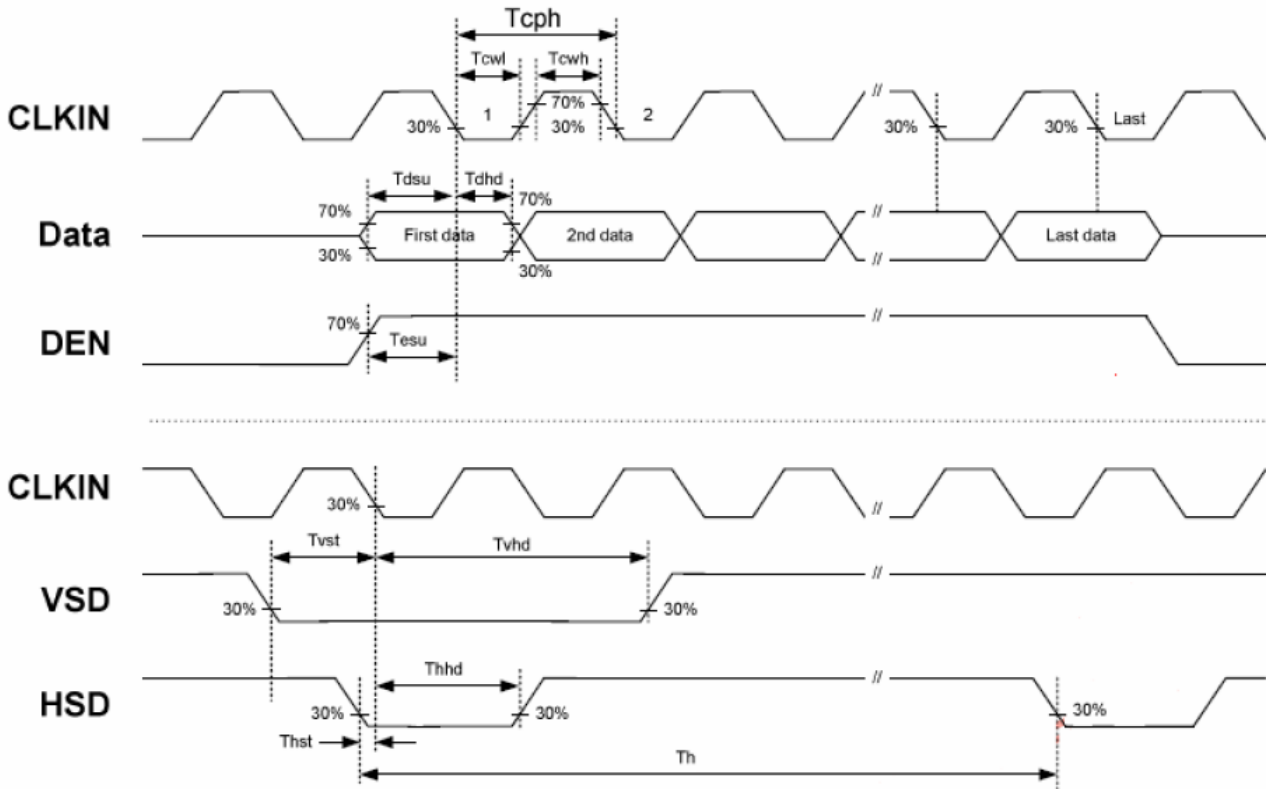 Tcph
Tcwl Tcwh
CLKIN 30% 1 70% 30% 2 // 30% 30% Last
Tdsu Tdhd
70% 70%
Data First data 2nd data // Last data
30% 30% //
DEN 70% //
Tesu
CLKIN 30% //
Tvst Tvhd
VSD 30% 30% //
Thhd
HSD 30% 30% // 30%
Thst
Th